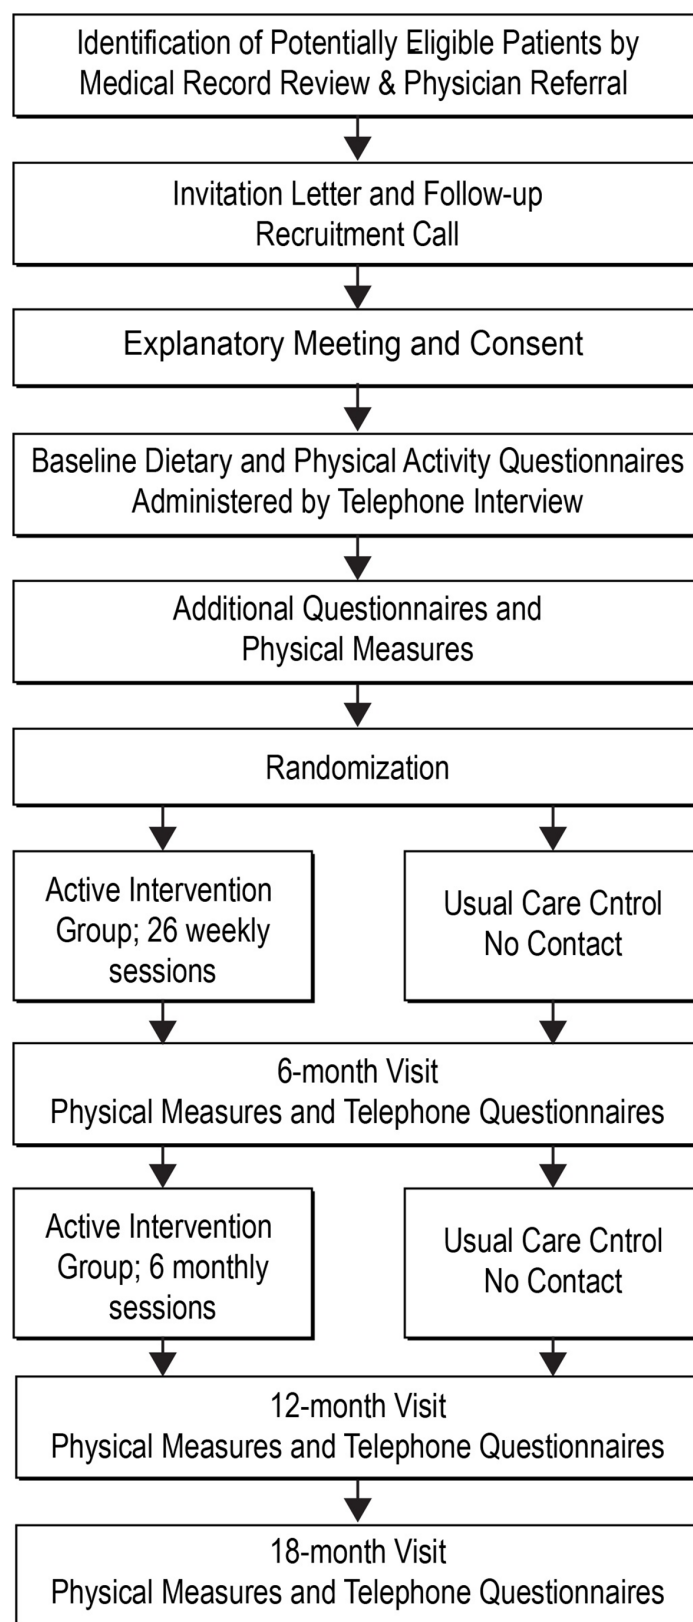 Identification of Potentially Eligible Patients by
Medical Record Review & Physician Referral
Invitation Letter and Follow-up
Recruitment Call
Explanatory Meeting and Consent
Baseline Dietary and Physical Activity Questionnaires
Administered by Telephone Interview
Additional Questionnaires and
Physical Measures
Randomization
Active Intervention
Group; 26 weekly
sessions
Usual Care Cntrol
No Contact
6-month Visit
Physical Measures and Telephone Questionnaires
Active Intervention
Group; 6 monthly
sessions
Usual Care Cntrol
No Contact
12-month Visit
Physical Measures and Telephone Questionnaires
18-month Visit
Physical Measures and Telephone Questionnaires